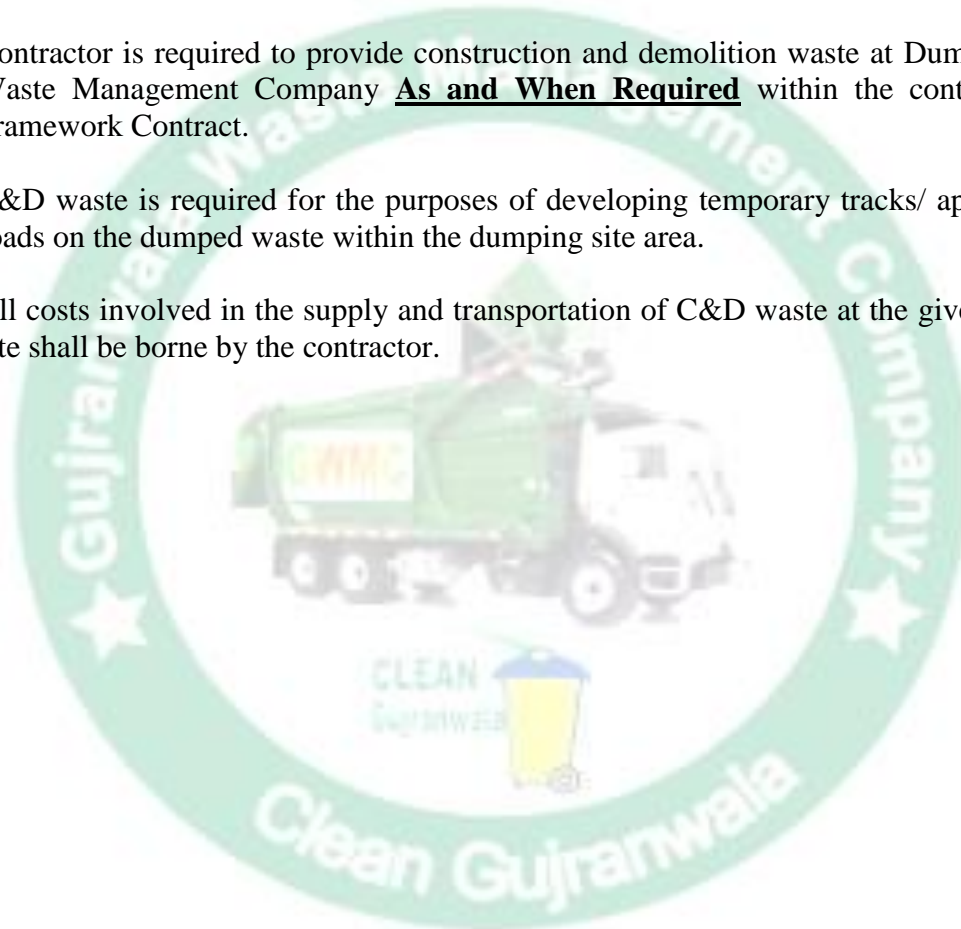 ontractor is required to provide construction and demolition waste at Dum
Waste Management Company As and When Required within the cont
ramework Contract.
&D waste is required for the purposes of developing temporary tracks/ ap
oads on the dumped waste within the dumping site area.
ll costs involved in the supply and transportation of C&D waste at the give
te shall be borne by the contractor.
Gujranwala Waste Management Company
GWMC
CLEAN
Gujranwala
Clean Gujranwala